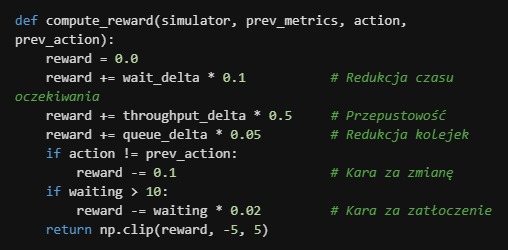 def compute_reward(simulator, prev_metrics, action,
prev_action):
    reward = 0.0
    reward += wait_delta * 0.1           # Redukcja czasu
oczekiwania
    reward += throughput_delta * 0.5     # Przepustowość
    reward += queue_delta * 0.05         # Redukcja kolejek
    if action != prev_action:
        reward -= 0.1                    # Kara za zmianę
    if waiting > 10:
        reward -= waiting * 0.02         # Kara za zatłoczenie
    return np.clip(reward, -5, 5)